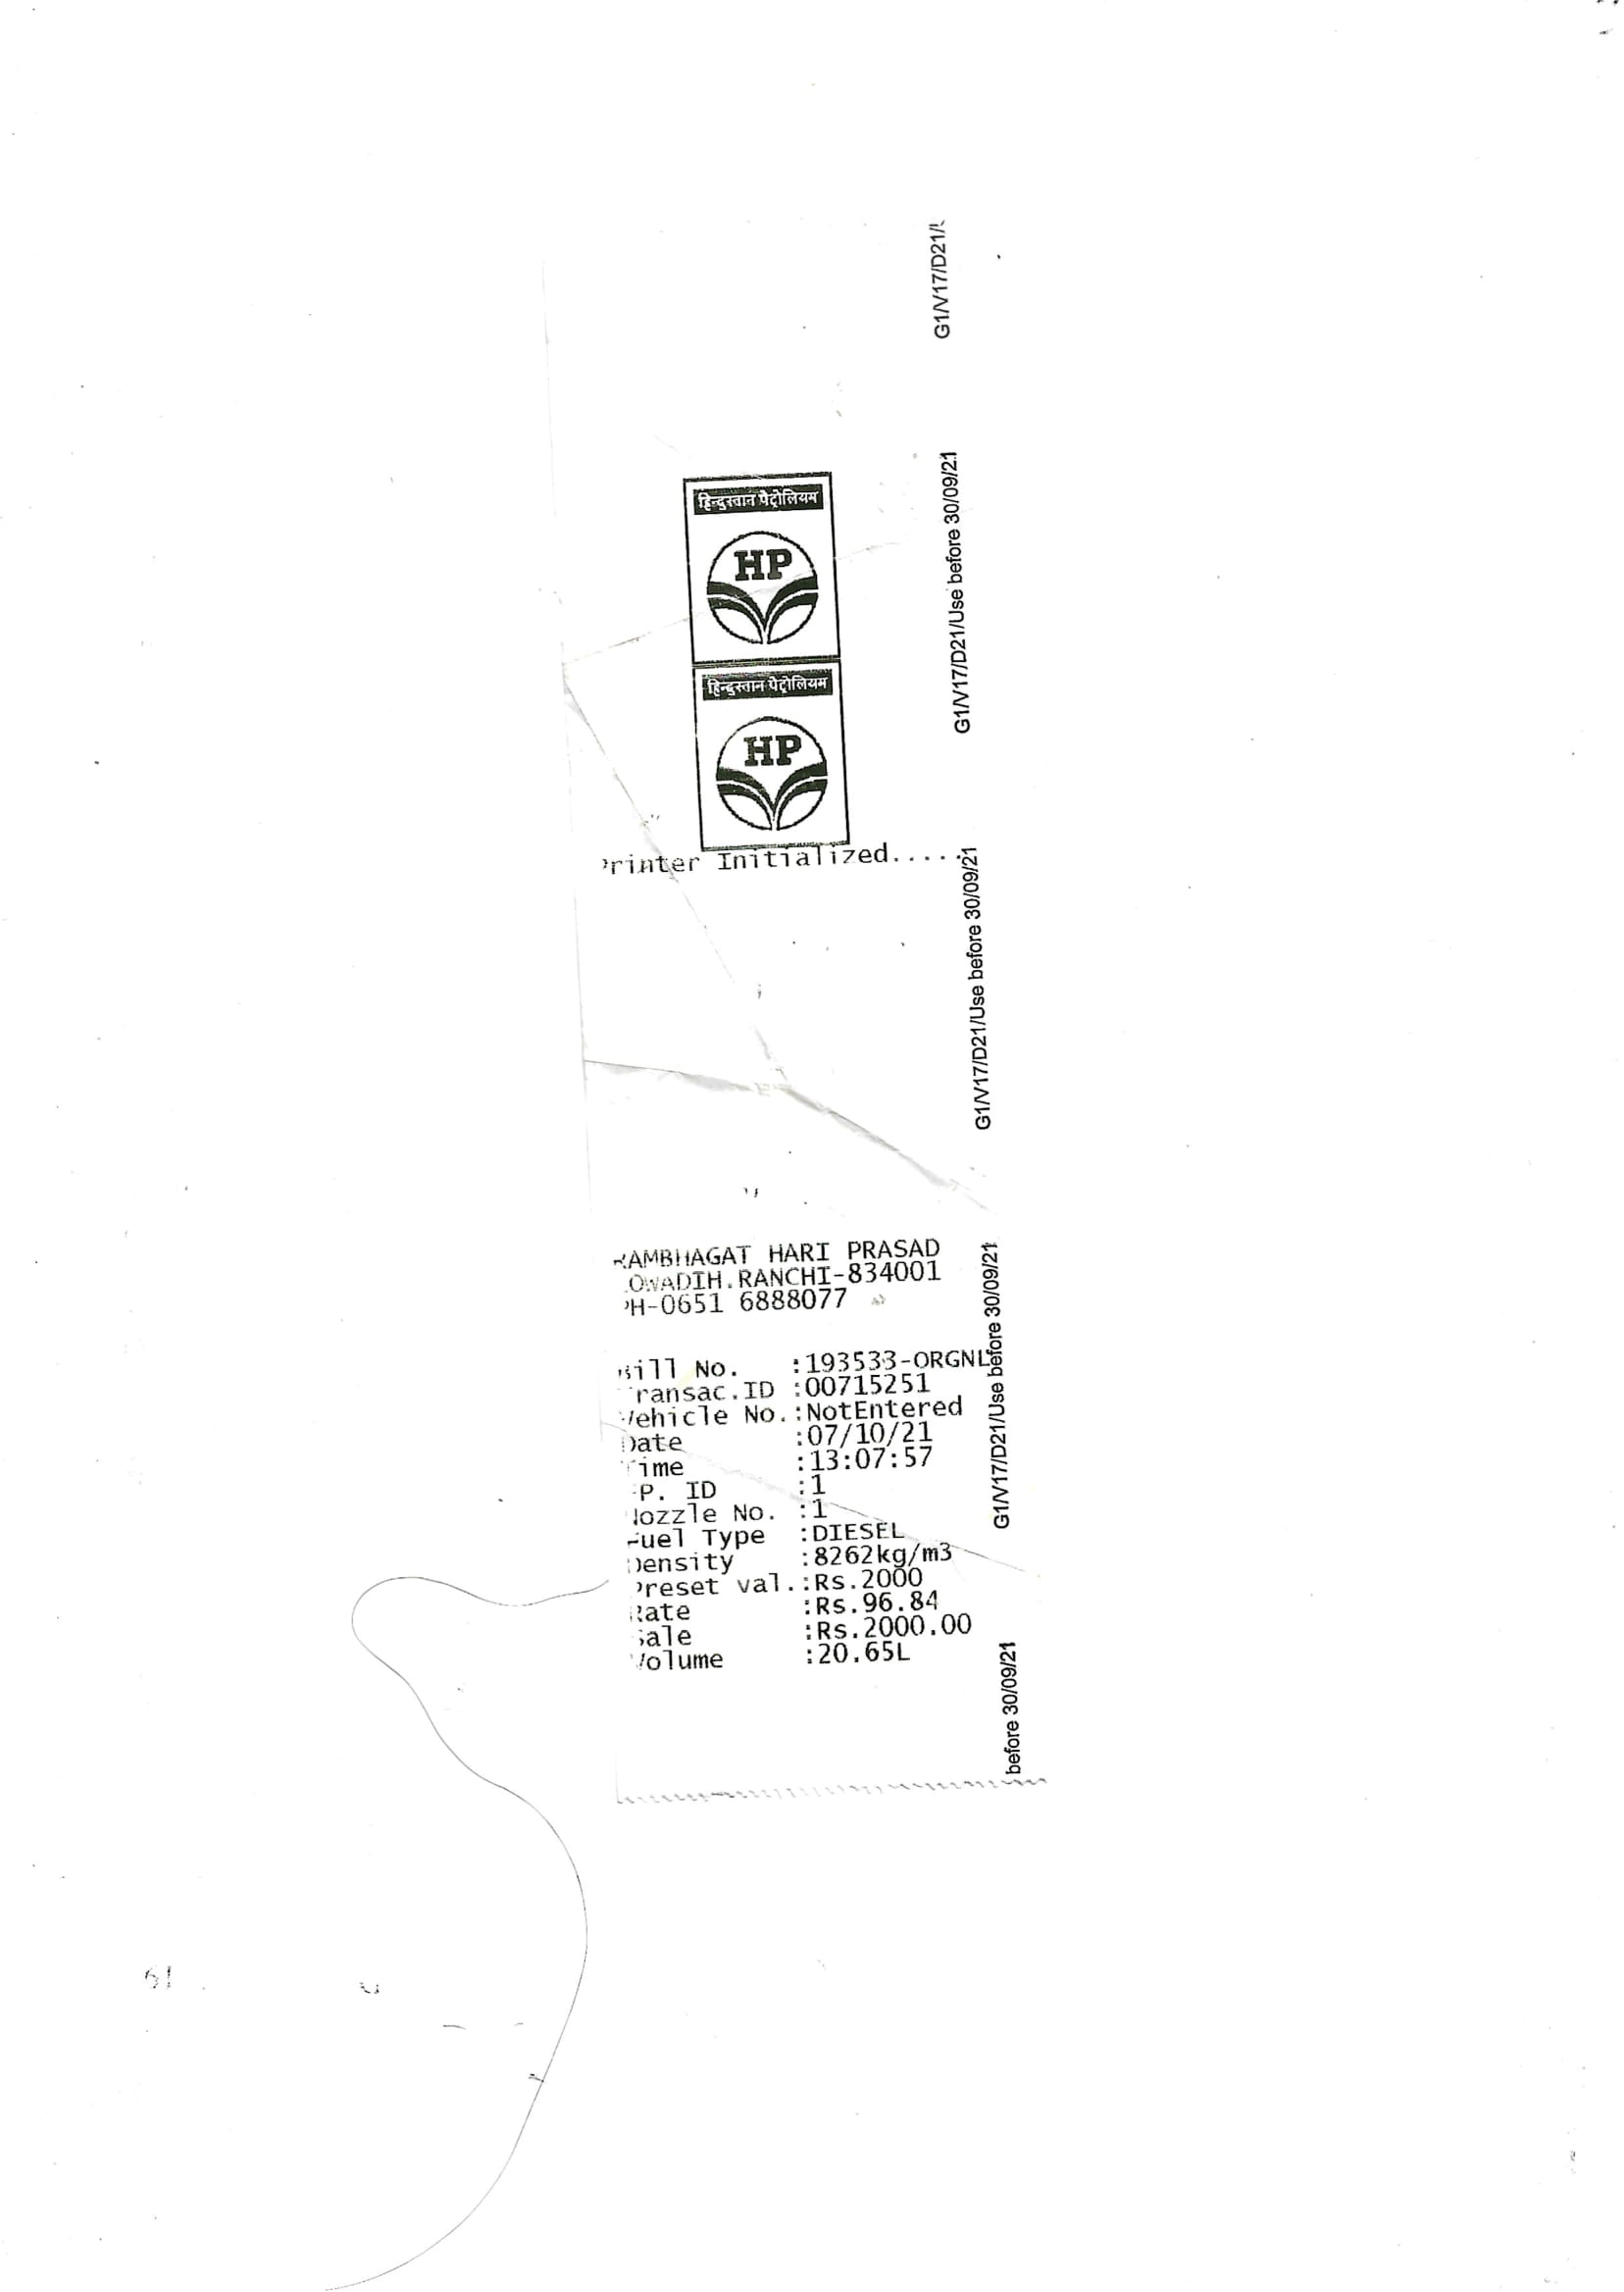 हिन्दुस्तान पैट्रोलियम
HP
हिन्दुस्तान पैट्रोलियम
HP
Printer Initialized.....
RAMBHAGAT HARI PRASAD
OWADIH.RANCHI-834001
PH-0651 6888077
Bill No. :193533-ORGNL
Transac.ID :00715251
Vehicle No.:NotEntered
Date :07/10/21
Time :13:07:57
FP. ID :1
Nozzle No. :1
Fuel Type :DIESEL
Density :8262kg/m3
Preset val.:Rs.2000
Rate :Rs.96.84
Sale :Rs.2000.00
Volume :20.65L
G1/V17/D21/
G1/V17/D21/Use before 30/09/21
G1/V17/D21/Use before 30/09/21
G1/V17/D21/Use before 30/09/21
before 30/09/21